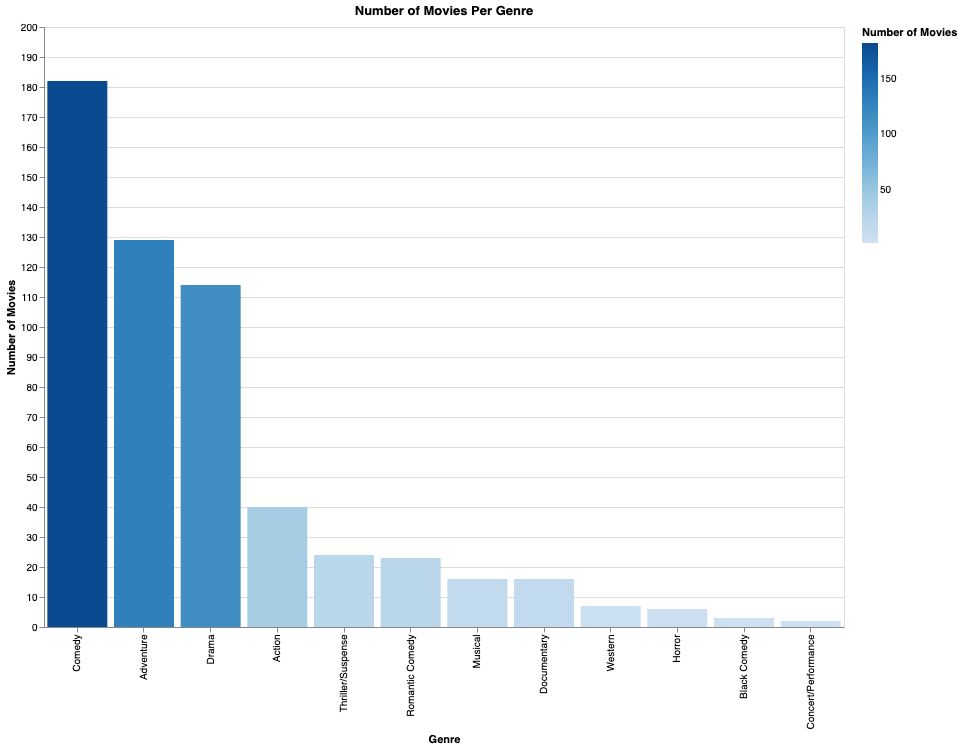 Number of Movies Per Genre
Number of Movies
200
190
180
170
160
150
140
130
120
110
100
90
80
70
60
50
40
30
20
10
0
Comedy
Adventure
Drama
Action
Thriller/Suspense
Romantic Comedy
Musical
Documentary
Western
Horror
Black Comedy
Concert/Performance
Genre
Number of Movies
150
100
50